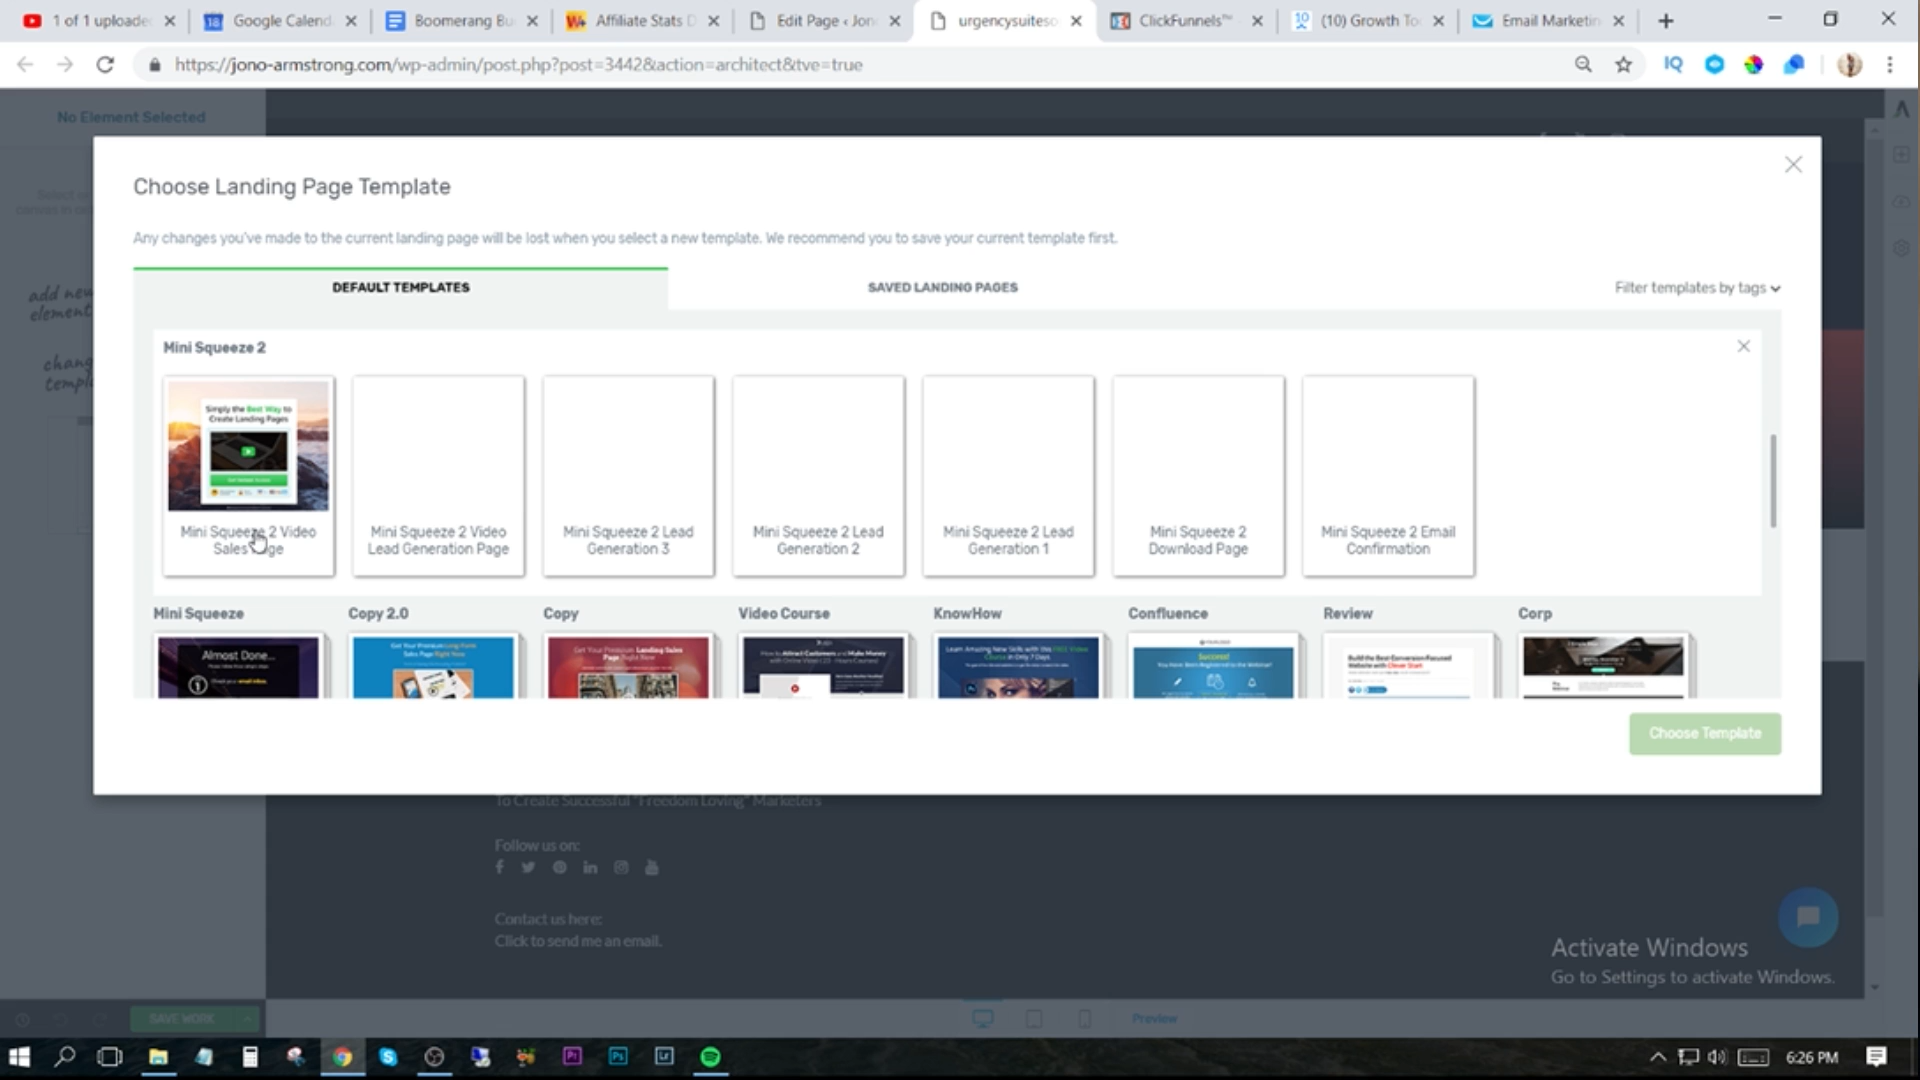 1 of 1 uploade
Google Calend
Boomerang Bu
Affiliate Stats D
Edit Page ‹ Jon
urgencysuiteso
ClickFunnels™
(10) Growth To
Email Marketin
https://jono-armstrong.com/wp-admin/post.php?post=3442&action=architect&tve=true
No Element Selected
Choose Landing Page Template
Any changes you've made to the current landing page will be lost when you select a new template. We recommend you to save your current template first.
DEFAULT TEMPLATES
SAVED LANDING PAGES
Filter templates by tags
add new
element
Mini Squeeze 2
Simply the Best Way to
Create Landing Pages
Mini Squeeze 2 Video
Sales Page
Mini Squeeze 2 Video
Lead Generation Page
Mini Squeeze 2 Lead
Generation 3
Mini Squeeze 2 Lead
Generation 2
Mini Squeeze 2 Lead
Generation 1
Mini Squeeze 2
Download Page
Mini Squeeze 2 Email
Confirmation
Mini Squeeze
Copy 2.0
Copy
Video Course
KnowHow
Confluence
Review
Corp
Almost Done...
Get Your Premium Long Form
Sales Page Right Now
Get Your Premium Landing Sales
Page Right Now
How to Attract Customers and Make Money
Learn Amazing New Skills with this FREE Video
Course in Only 7 Days
Success!
You Have Been Registered to the Webinar!
Build the Best Conversion Focused
Website with Clever Start
Choose Template
To Create Successful "Freedom Loving" Marketers
Follow us on:
Contact us here:
Click to send me an email.
Activate Windows
Go to Settings to activate Windows.
SAVE WORK
Preview
6:26 PM